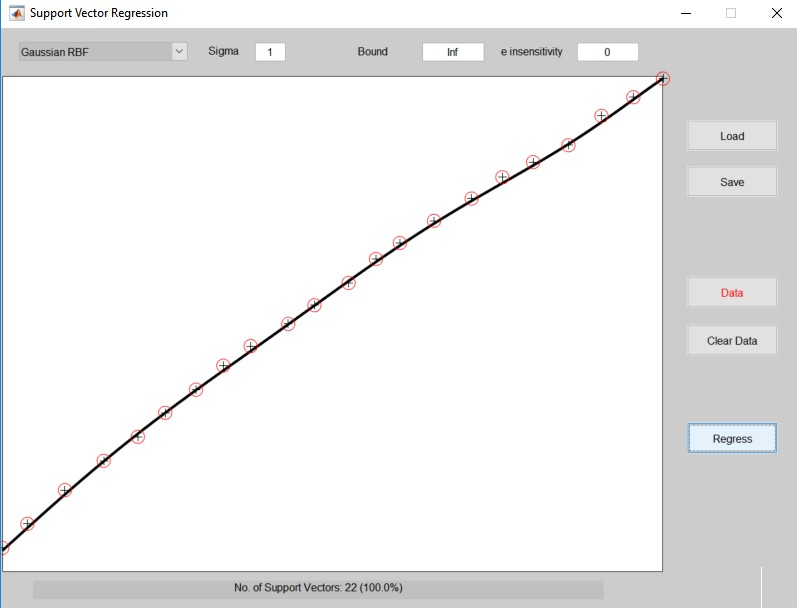 Support Vector Regression
Gaussian RBF Sigma 1 Bound Inf e insensitivity 0
Load
Save
Data
Clear Data
Regress
No. of Support Vectors: 22 (100.0%)